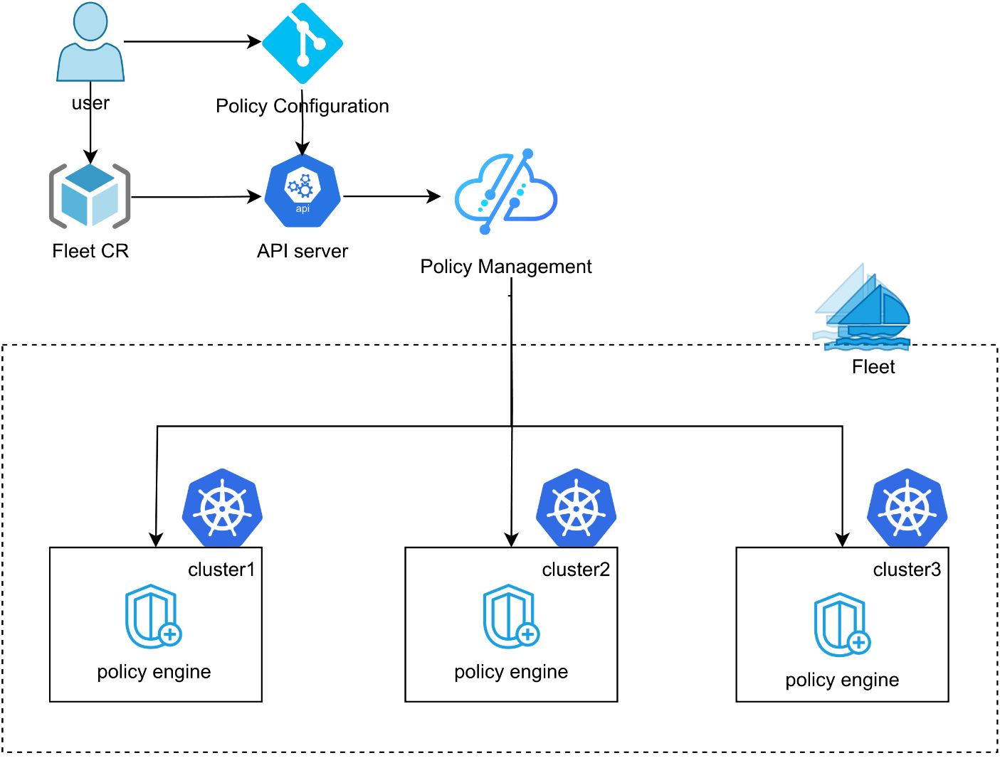 user
Policy Configuration
api
Fleet CR
API server
Policy Management
Fleet
cluster1
cluster2
cluster3
policy engine
policy engine
policy engine